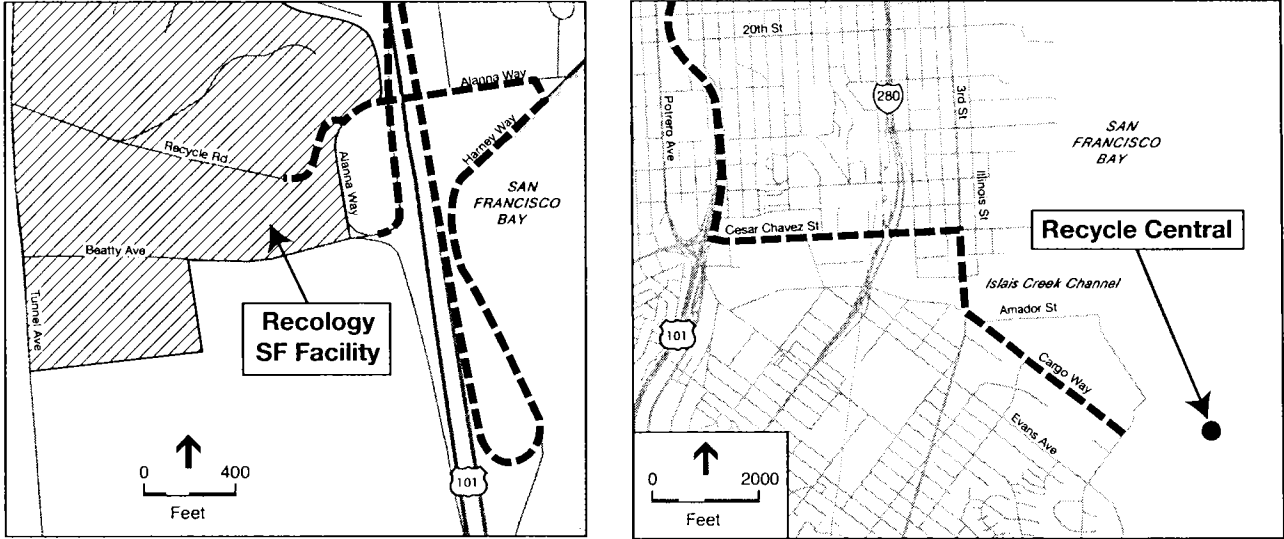 Alanna Way
Recycle Rd
Alanna Way
Harney Way
SAN
FRANCISCO
BAY
Beatty Ave
Tunnel Ave
Recology
SF Facility
0 400
Feet
101
20th St
Potrero Ave
280
3rd St
SAN
FRANCISCO
BAY
Illinois St
Cesar Chavez St
Recycle Central
Islais Creek Channel
Amador St
101
Cargo Way
Evans Ave
0 2000
Feet